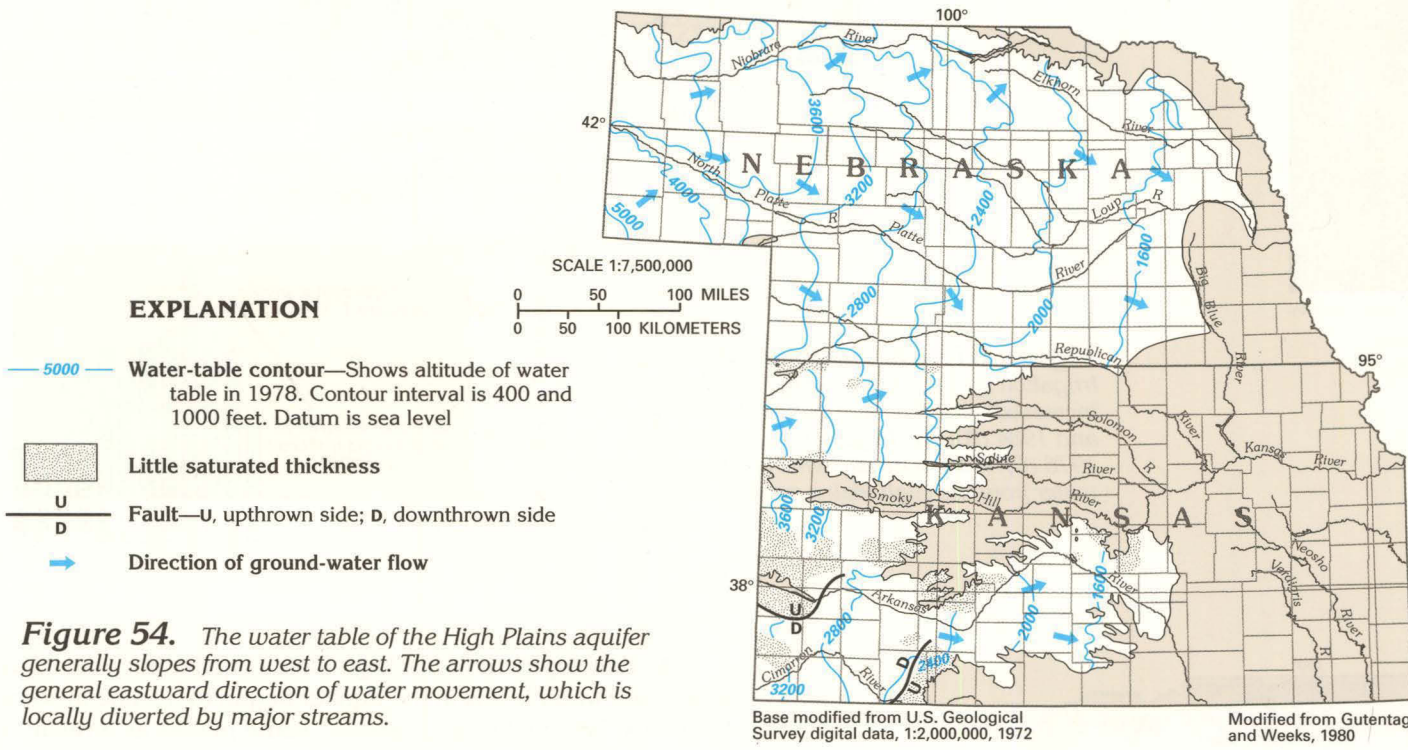 100°
Niobrara River
Elkhorn River
3600
42°
NEBRASKA
North Platte R
4000
5000
3200
2400
Loup R
Platte River
1600
SCALE 1:7,500,000
0 50 100 MILES
0 50 100 KILOMETERS
2800
2000
Big Blue River
Republican River
95°
EXPLANATION
5000
Water-table contour—Shows altitude of water
table in 1978. Contour interval is 400 and
1000 feet. Datum is sea level
Little saturated thickness
U
D
Fault—U, upthrown side; D, downthrown side
Direction of ground-water flow
Solomon R
Saline River
Kansas River
Smoky Hill River
KANSAS
3600
3200
Neosho River
Verdigris R
38°
U
D
Arkansas River
1600
2800
2000
D
U
2400
Cimarron River
3200
Figure 54. The water table of the High Plains aquifer
generally slopes from west to east. The arrows show the
general eastward direction of water movement, which is
locally diverted by major streams.
Base modified from U.S. Geological
Survey digital data, 1:2,000,000, 1972
Modified from Gutentag
and Weeks, 1980